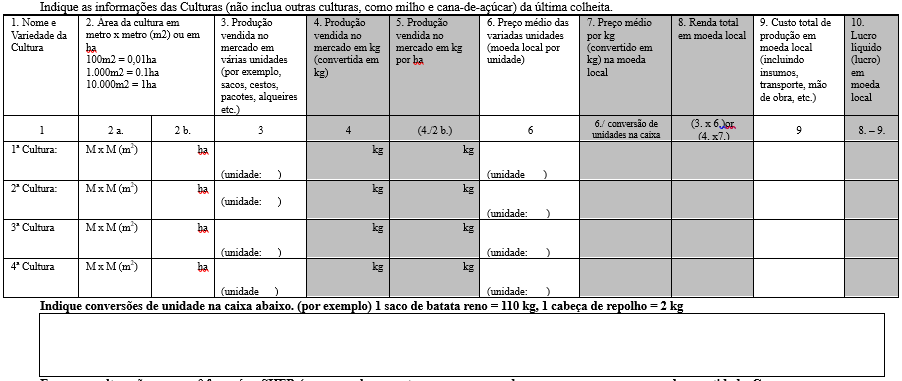 Indique as informações das Culturas (não inclua outras culturas, como milho e cana-de-açúcar) da última colheita.
1. Nome e Variedade da Cultura
2. Área da cultura em metro x metro (m2) ou em ha
100m2 = 0,01ha
1.000m2 = 0.1ha
10.000m2 = 1ha
3. Produção vendida no mercado em várias unidades (por exemplo, sacos, cestos, pacotes, alqueires etc.)
4. Produção vendida no mercado em kg (convertida em kg)
5. Produção vendida no mercado em kg por ha
6. Preço médio das variadas unidades (moeda local por unidade)
7. Preço médio por kg (convertido em kg) na moeda local
8. Renda total em moeda local
9. Custo total de produção em moeda local (incluindo insumos, transporte, mão de obra, etc.)
10. Lucro líquido (lucro) em moeda local
1 2 a. 2 b. 3 4 (4./2 b.) 6 6./ conversão de unidades na caixa (3. x 6.)or (4. x7.) 9 8. – 9.
1ª Cultura: M x M (m²) ha (unidade: ) kg kg (unidade )
2ª Cultura: M x M (m²) ha (unidade: ) kg kg (unidade: )
3ª Cultura M x M (m²) ha (unidade: ) kg kg (unidade: )
4ª Cultura M x M (m²) ha (unidade ) kg kg (unidade: )
Indique conversões de unidade na caixa abaixo. (por exemplo) 1 saco de batata reno = 110 kg, 1 cabeça de repolho = 2 kg